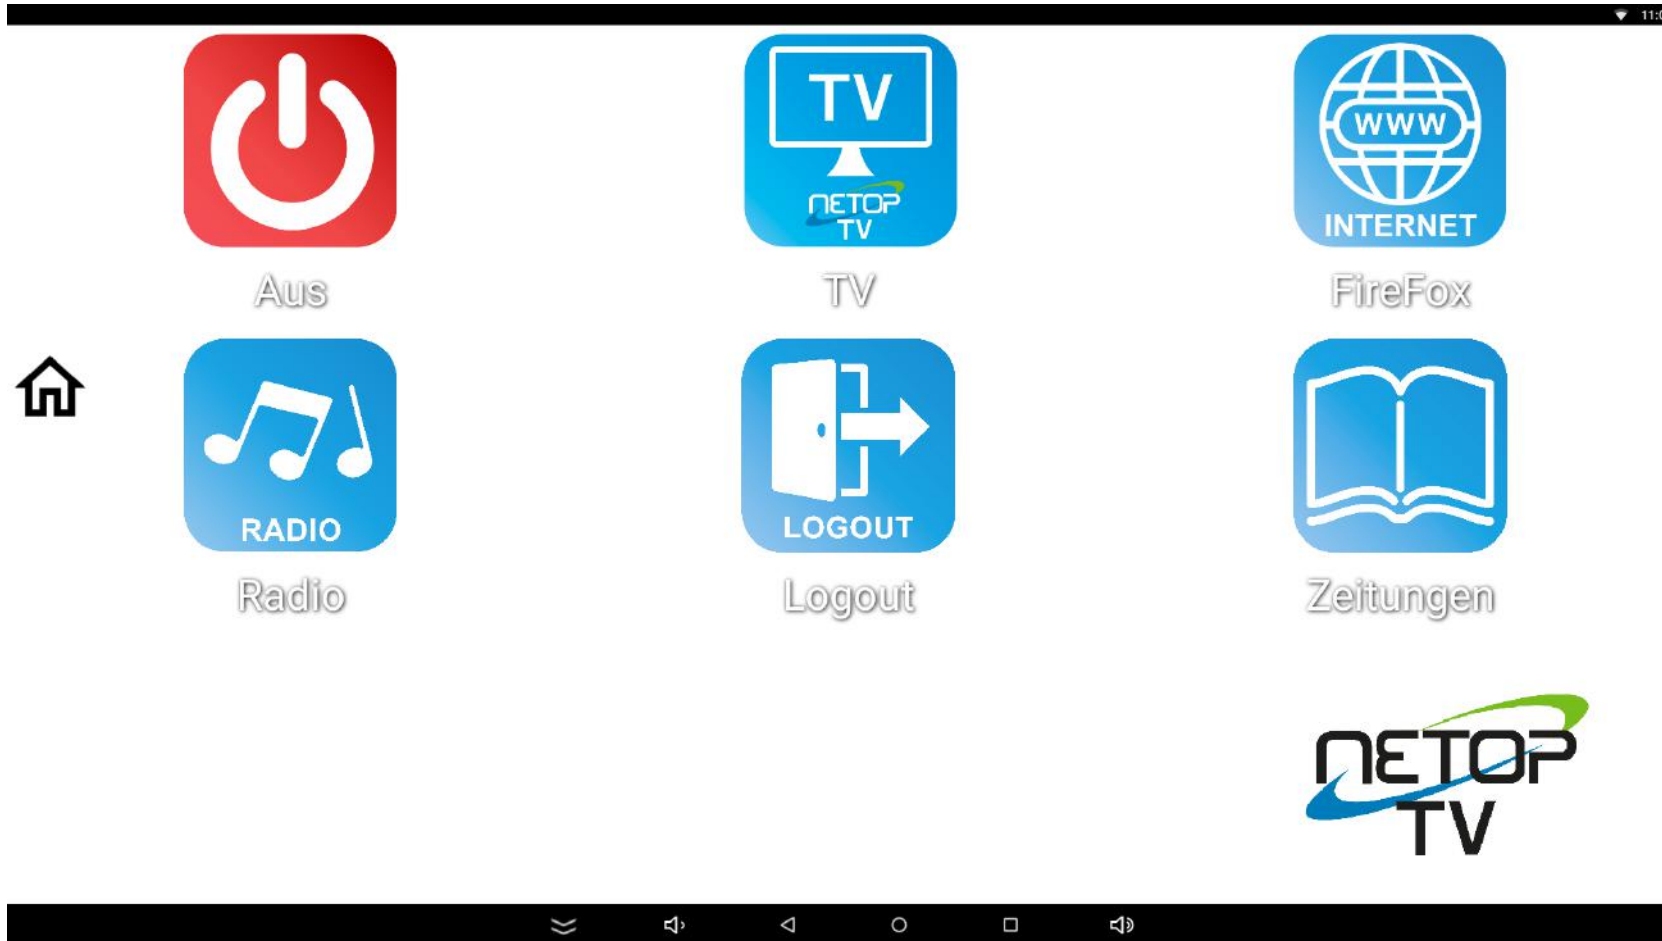 TV
NETOP
TV
WWW
INTERNET
Aus
TV
FireFox
RADIO
LOGOUT
Radio
Logout
Zeitungen
NETOP
TV